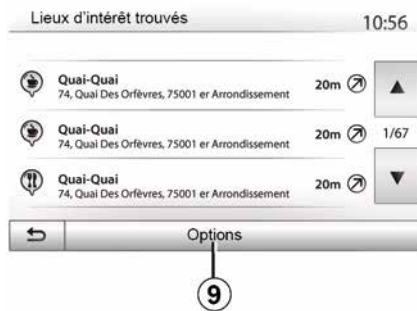 Lieux d'intérêt trouvés
10:56
Quai-Quai
20m
74, Quai Des Orfèvres, 75001 er Arrondissement
Quai-Quai
20m
1/67
74, Quai Des Orfèvres, 75001 er Arrondissement
Quai-Quai
20m
74, Quai Des Orfèvres, 75001 er Arrondissement
Options
9